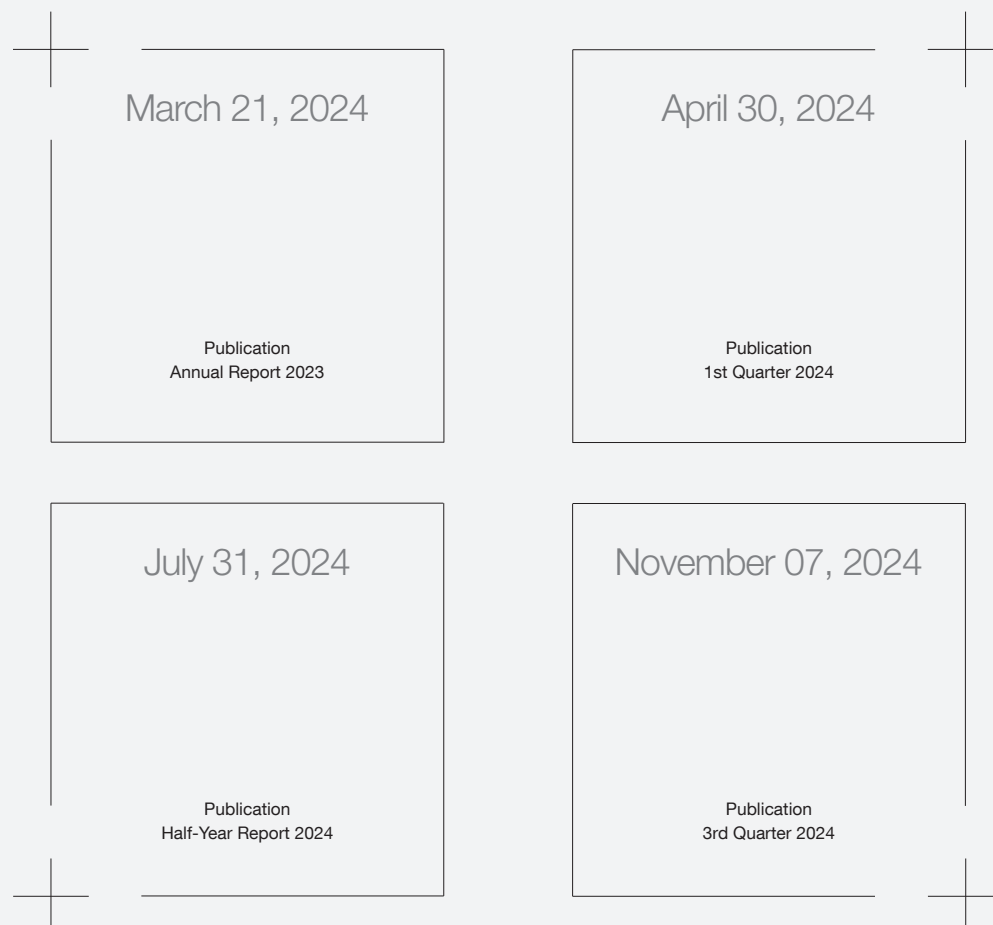 March 21, 2024
Publication
Annual Report 2023
April 30, 2024
Publication
1st Quarter 2024
July 31, 2024
Publication
Half-Year Report 2024
November 07, 2024
Publication
3rd Quarter 2024